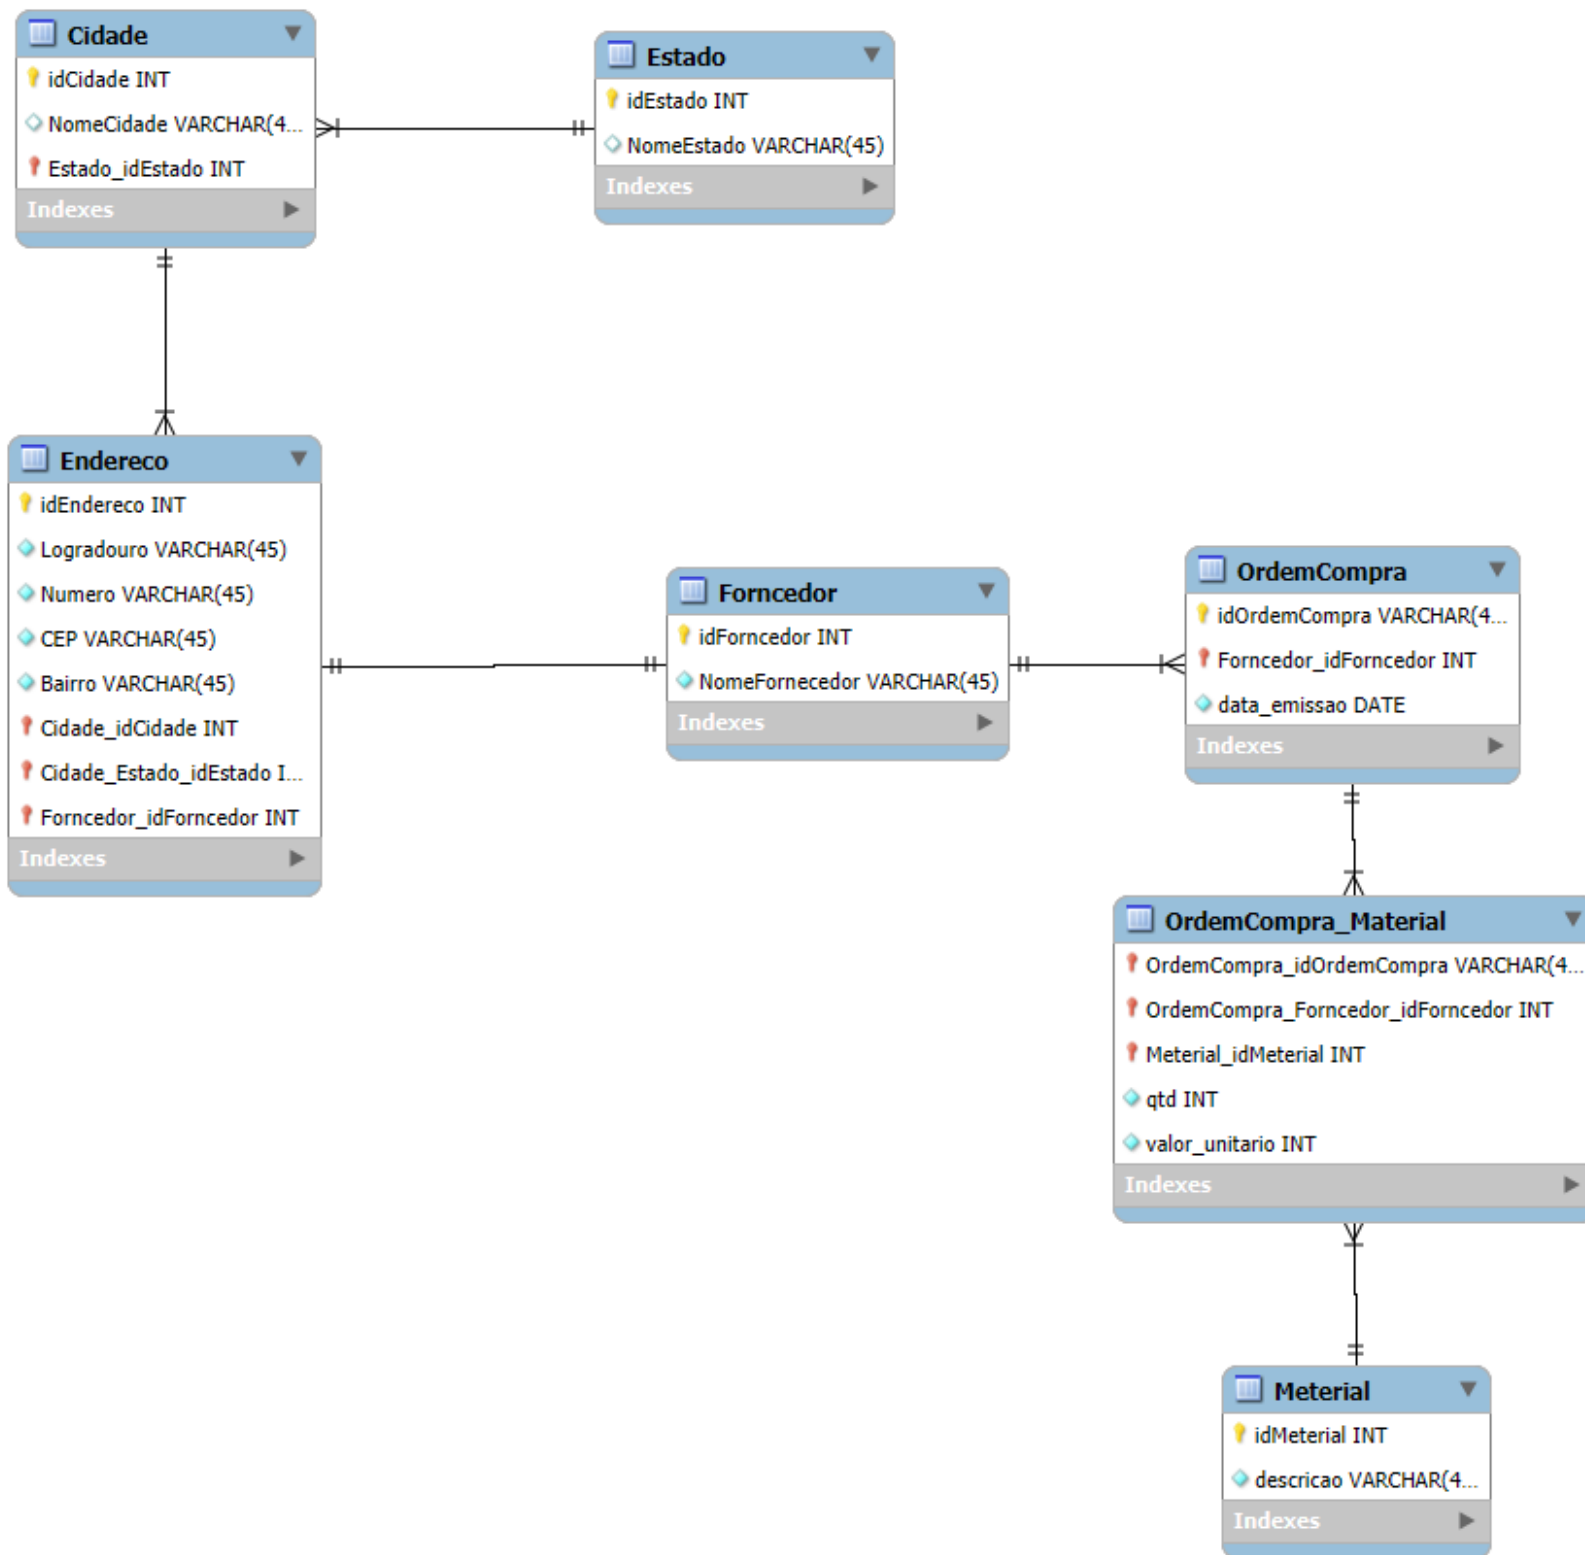 Cidade
idCidade INT
NomeCidade VARCHAR(4...
Estado_idEstado INT
Indexes
Estado
idEstado INT
NomeEstado VARCHAR(45)
Indexes
Endereco
idEndereco INT
Logradouro VARCHAR(45)
Numero VARCHAR(45)
CEP VARCHAR(45)
Bairro VARCHAR(45)
Cidade_idCidade INT
Cidade_Estado_idEstado I...
Forncedor_idForncedor INT
Indexes
Forncedor
idForncedor INT
NomeFornecedor VARCHAR(45)
Indexes
OrdemCompra
idOrdemCompra VARCHAR(4...
Forncedor_idForncedor INT
data_emissao DATE
Indexes
OrdemCompra_Material
OrdemCompra_idOrdemCompra VARCHAR(4...
OrdemCompra_Forncedor_idForncedor INT
Meterial_idMeterial INT
qtd INT
valor_unitario INT
Indexes
Meterial
idMeterial INT
descricao VARCHAR(4...
Indexes